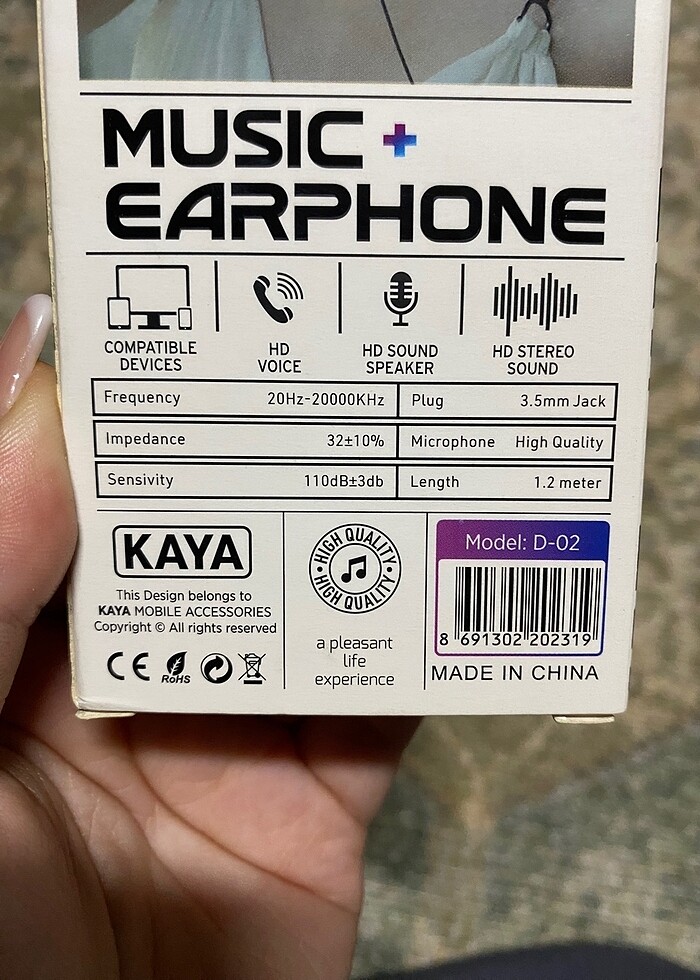 MUSIC +
EARPHONE
COMPATIBLE
DEVICES
HD
VOICE
HD SOUND
SPEAKER
HD STEREO
SOUND
Frequency 20Hz-20000KHz Plug 3.5mm Jack
Impedance 32±10% Microphone High Quality
Sensivity 110dB±3db Length 1.2 meter
KAYA
This Design belongs to
KAYA MOBILE ACCESSORIES
Copyright © All rights reserved
CE RoHS
•HIGH QUALITY•
HIGH QUALITY
a pleasant
life
experience
Model: D-02
8 691302 202319
MADE IN CHINA